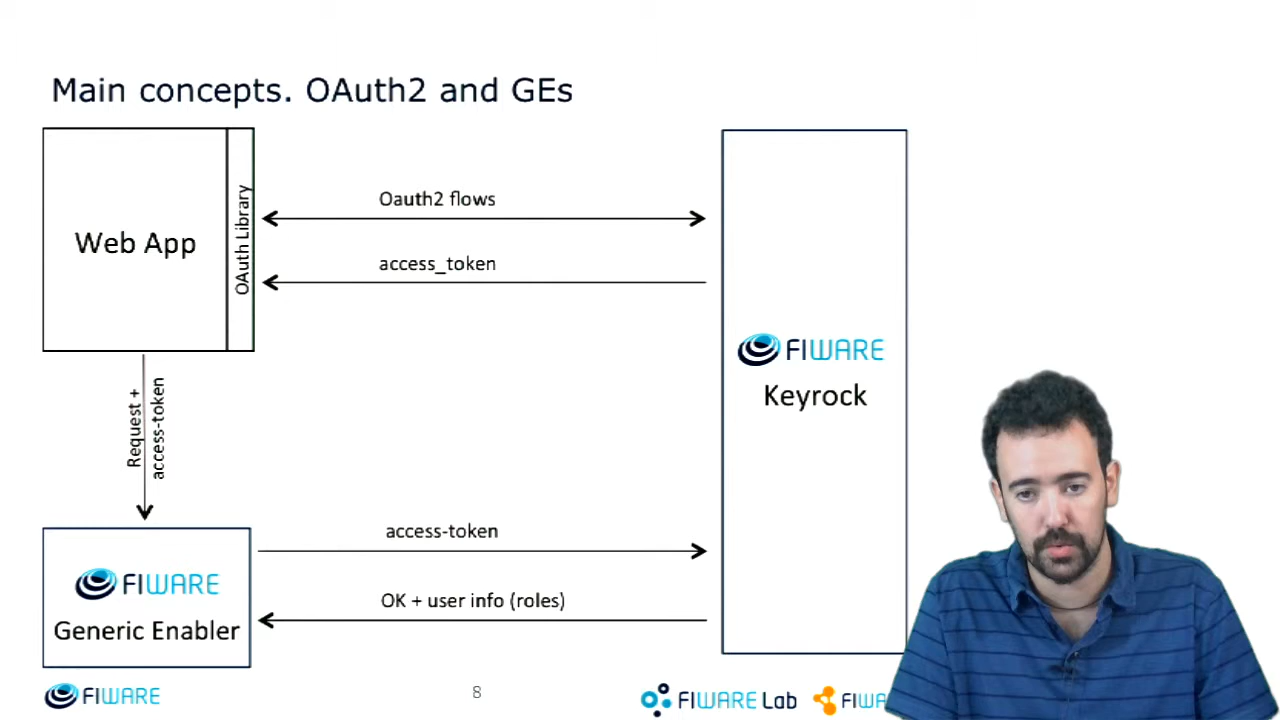 Main concepts. OAuth2 and GEs
Web App
OAuth Library
Oauth2 flows
access_token
FIWARE
Keyrock
Request +
access-token
access-token
OK + user info (roles)
FIWARE
Generic Enabler
FIWARE
8
FIWARE Lab